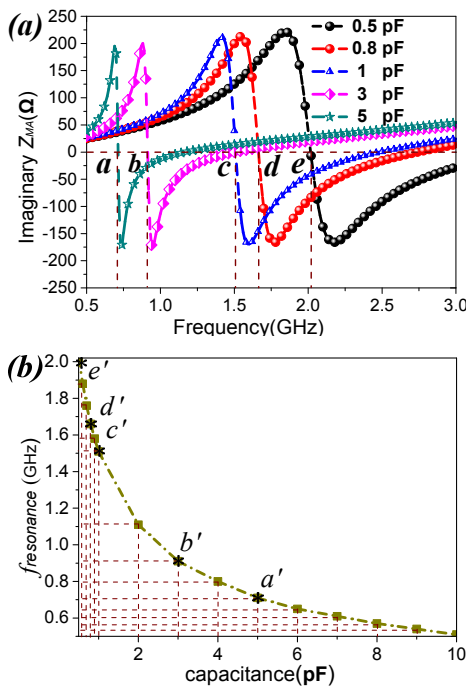 (a)
250
200
150
100
50
0
-50
-100
-150
-200
-250
Imaginary Z_MA(Ω)
0.5 pF
0.8 pF
1 pF
3 pF
5 pF
a b c d e
0.5 1.0 1.5 2.0 2.5 3.0
Frequency(GHz)
(b)
2.0
1.8
1.6
1.4
1.2
1.0
0.8
0.6
f_resonance (GHz)
e'
d'
c'
b'
a'
2 4 6 8 10
capacitance(pF)